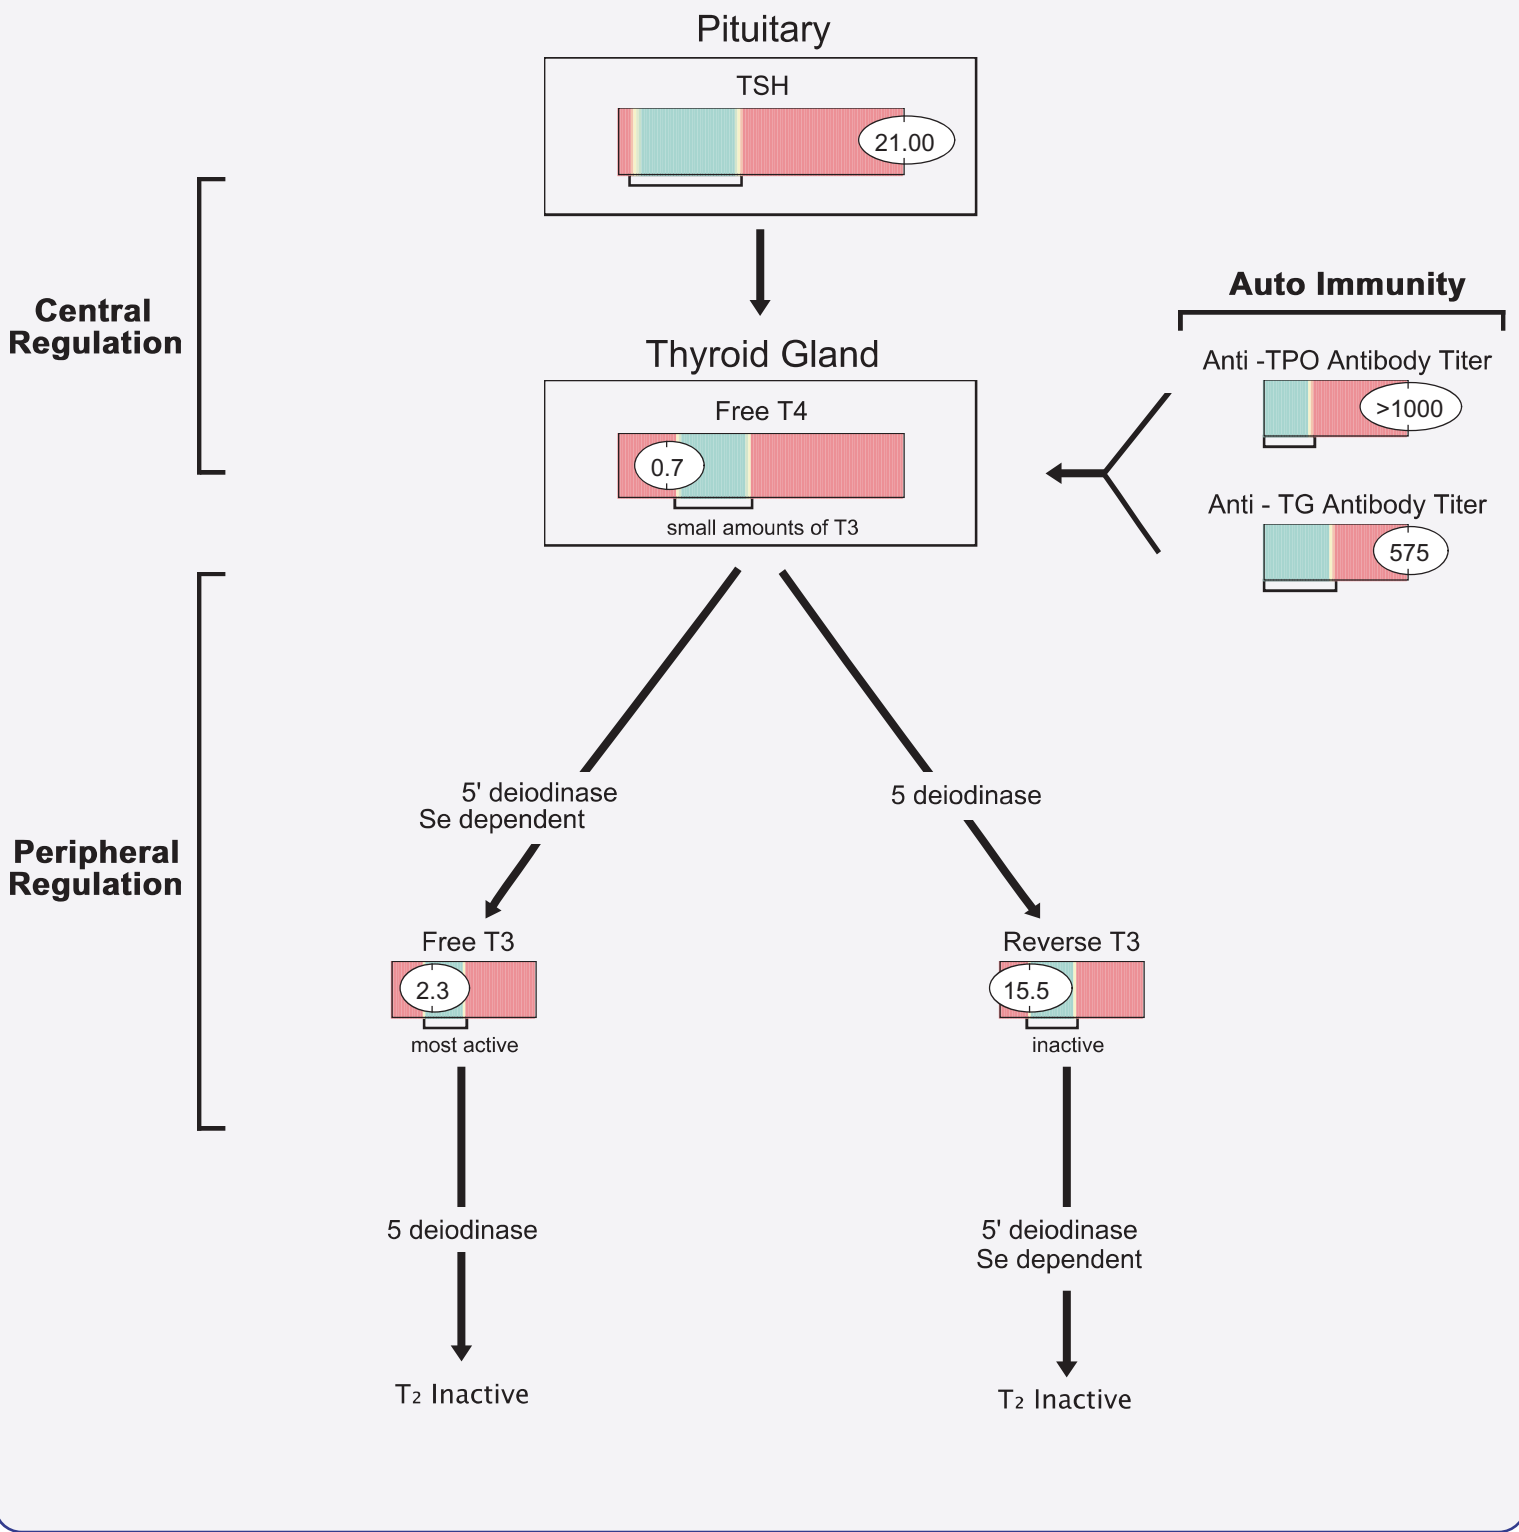 Pituitary
TSH
21.00
Central
Regulation
Auto Immunity
Thyroid Gland
Free T4
0.7
small amounts of T3
Anti -TPO Antibody Titer
>1000
Anti - TG Antibody Titer
575
Peripheral
Regulation
5' deiodinase
Se dependent
5 deiodinase
Free T3
2.3
most active
Reverse T3
15.5
inactive
5 deiodinase
5' deiodinase
Se dependent
T₂ Inactive
T₂ Inactive